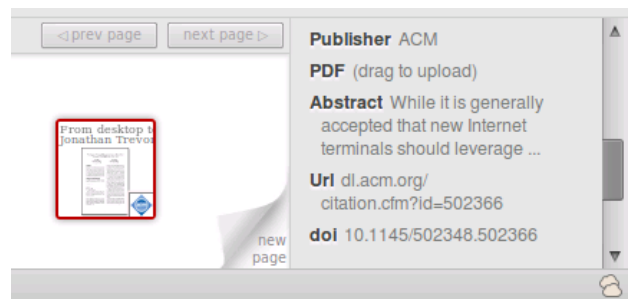 ◁ prev page
next page ▷
From desktop to
Jonathan Trevor
new
page
Publisher ACM
PDF (drag to upload)
Abstract While it is generally
accepted that new Internet
terminals should leverage ...
Url dl.acm.org/
citation.cfm?id=502366
doi 10.1145/502348.502366